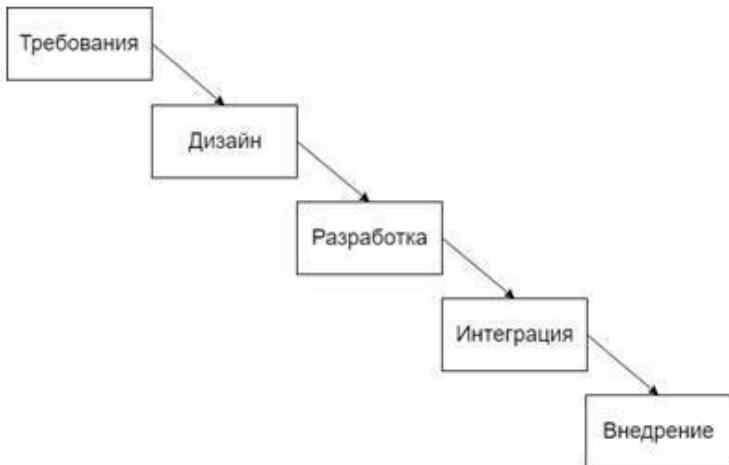 Требования
Дизайн
Разработка
Интеграция
Внедрение